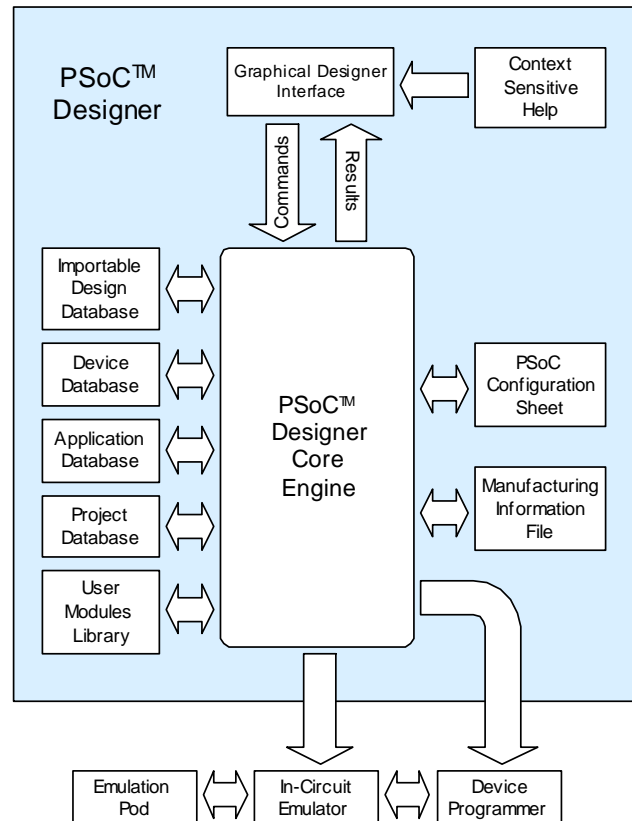 PSoC™
Designer
Graphical Designer
Interface
Context
Sensitive
Help
Commands
Results
Importable
Design
Database
Device
Database
Application
Database
Project
Database
User
Modules
Library
PSoC™
Designer
Core
Engine
PSoC
Configuration
Sheet
Manufacturing
Information
File
Emulation
Pod
In-Circuit
Emulator
Device
Programmer